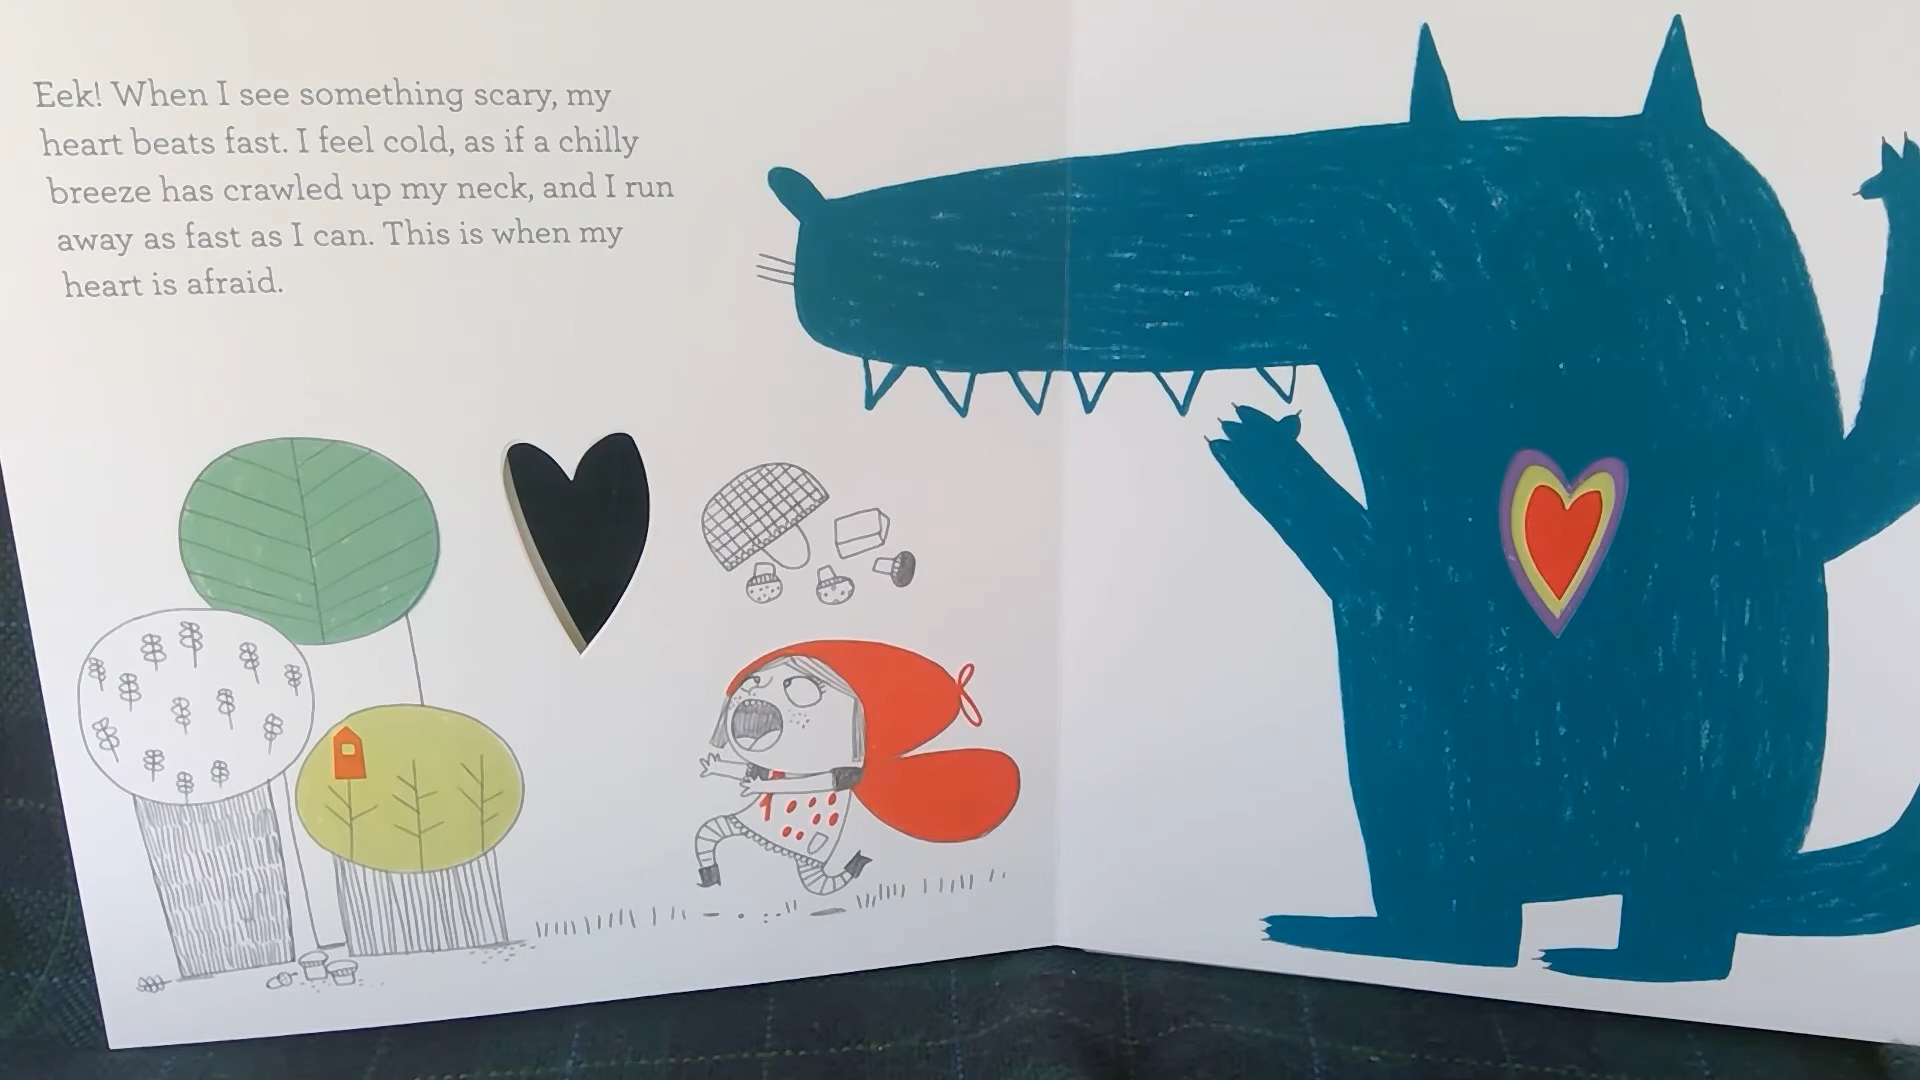 Eek! When I see something scary, my
heart beats fast. I feel cold, as if a chilly
breeze has crawled up my neck, and I run
away as fast as I can. This is when my
heart is afraid.